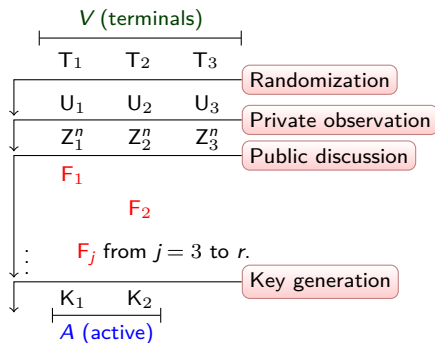 V (terminals)
T₁ T₂ T₃
Randomization
U₁ U₂ U₃
Private observation
Z₁ⁿ Z₂ⁿ Z₃ⁿ
Public discussion
F₁
F₂
⋮
F_j from j = 3 to r.
Key generation
K₁ K₂
A (active)